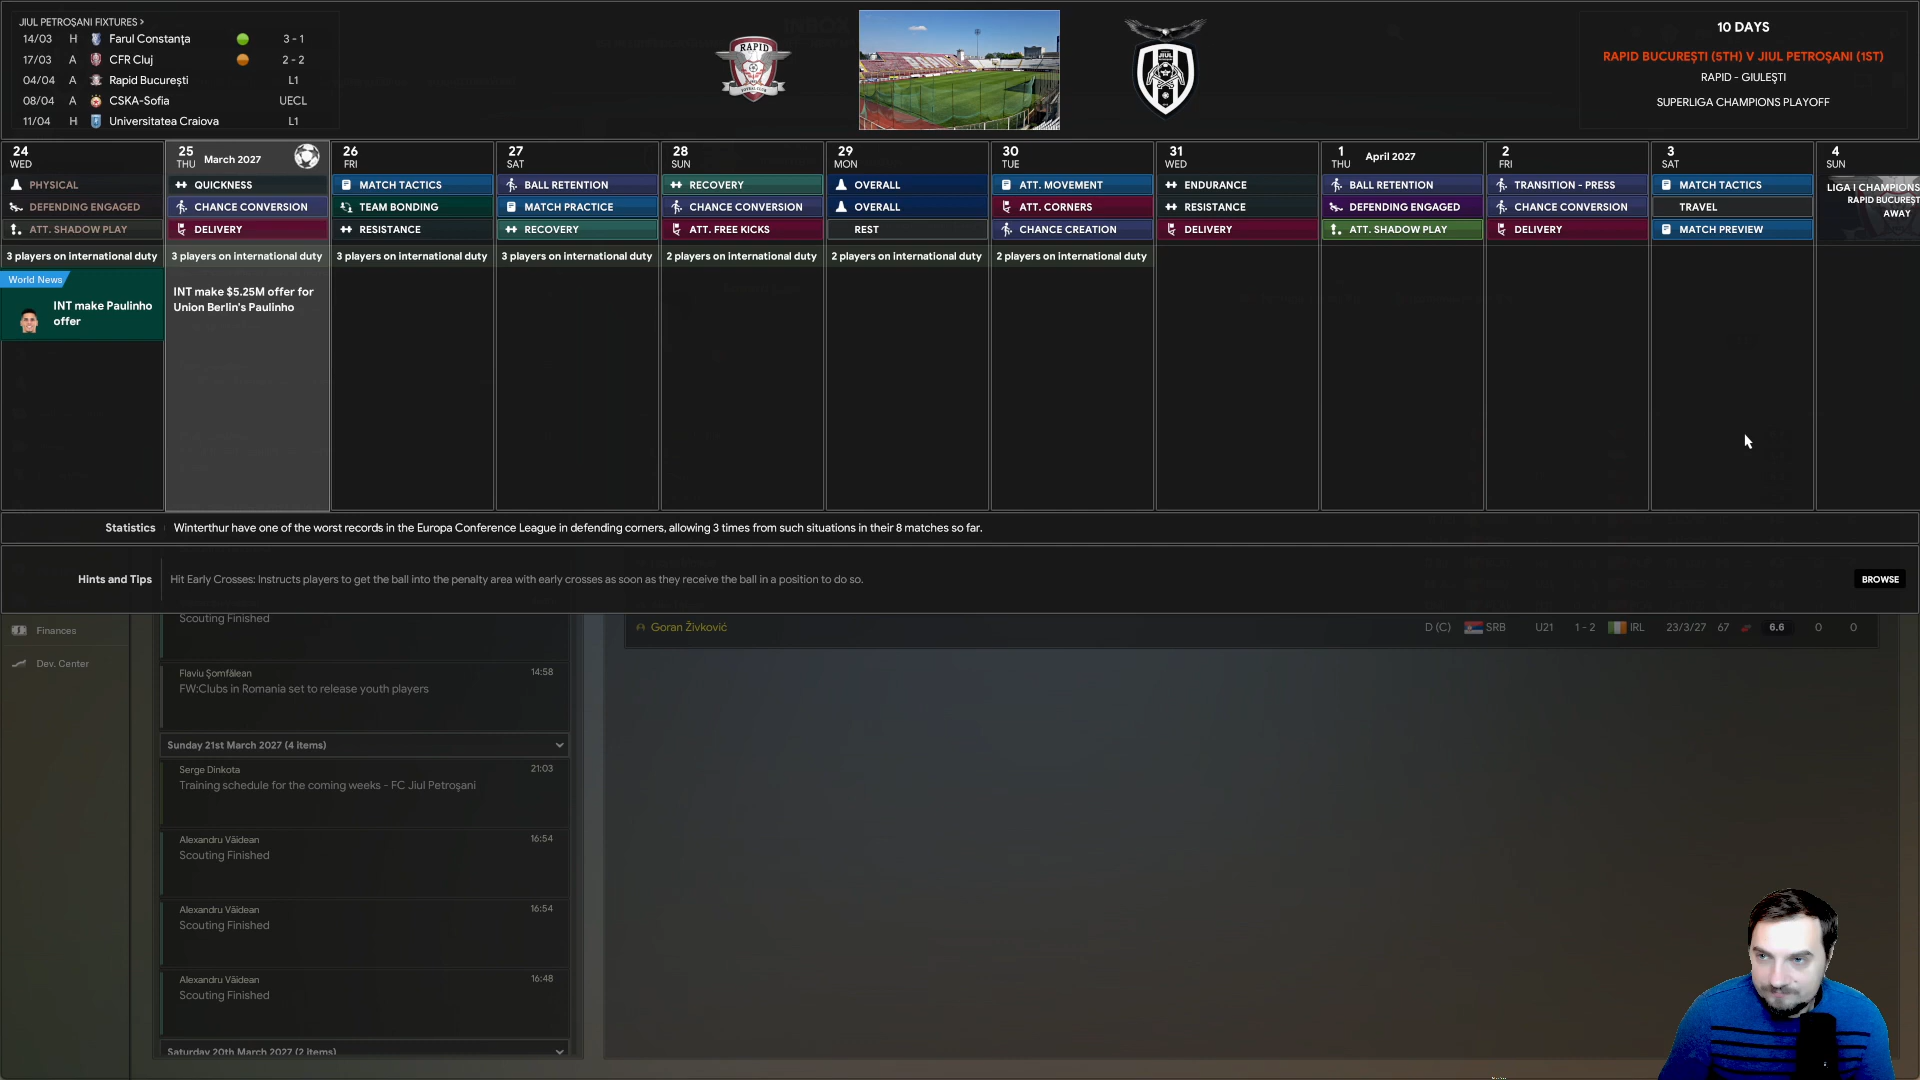 JIUL PETROȘANI FIXTURES >
14/03 H Farul Constanţa 3 - 1
17/03 A CFR Cluj 2 - 2
04/04 A Rapid Bucureşti L1
08/04 A CSKA-Sofia UECL
11/04 H Universitatea Craiova L1
RAPID
10 DAYS
RAPID BUCUREŞTI (5TH) V JIUL PETROŞANI (1ST)
RAPID - GIULEŞTI
SUPERLIGA CHAMPIONS PLAYOFF
24 WED
PHYSICAL
DEFENDING ENGAGED
ATT. SHADOW PLAY
3 players on international duty
World News
INT make Paulinho
offer
25 THU March 2027
QUICKNESS
CHANCE CONVERSION
DELIVERY
3 players on international duty
INT make $5.25M offer for
Union Berlin's Paulinho
26 FRI
MATCH TACTICS
TEAM BONDING
RESISTANCE
3 players on international duty
27 SAT
BALL RETENTION
MATCH PRACTICE
RECOVERY
3 players on international duty
28 SUN
RECOVERY
CHANCE CONVERSION
ATT. FREE KICKS
2 players on international duty
29 MON
OVERALL
OVERALL
REST
2 players on international duty
30 TUE
ATT. MOVEMENT
ATT. CORNERS
CHANCE CREATION
2 players on international duty
31 WED
ENDURANCE
RESISTANCE
DELIVERY
1 THU April 2027
BALL RETENTION
DEFENDING ENGAGED
ATT. SHADOW PLAY
2 FRI
TRANSITION - PRESS
CHANCE CONVERSION
DELIVERY
3 SAT
MATCH TACTICS
TRAVEL
MATCH PREVIEW
4 SUN
LIGA I CHAMPIONS
RAPID BUCUREŞT
AWAY
Statistics Winterthur have one of the worst records in the Europa Conference League in defending corners, allowing 3 times from such situations in their 8 matches so far.
Hints and Tips Hit Early Crosses: Instructs players to get the ball into the penalty area with early crosses as soon as they receive the ball in a position to do so.
BROWSE
Finances
Dev. Center
Scouting Finished
Flaviu Şomfălean 14:58
FW:Clubs in Romania set to release youth players
Sunday 21st March 2027 (4 items)
Serge Dinkota 21:03
Training schedule for the coming weeks - FC Jiul Petroşani
Alexandru Văidean 16:54
Scouting Finished
Alexandru Văidean 16:54
Scouting Finished
Alexandru Văidean 16:48
Scouting Finished
Saturday 20th March 2027 (2 items)
Goran Živković D (C) SRB U21 1 - 2 IRL 23/3/27 67 6.6 0 0